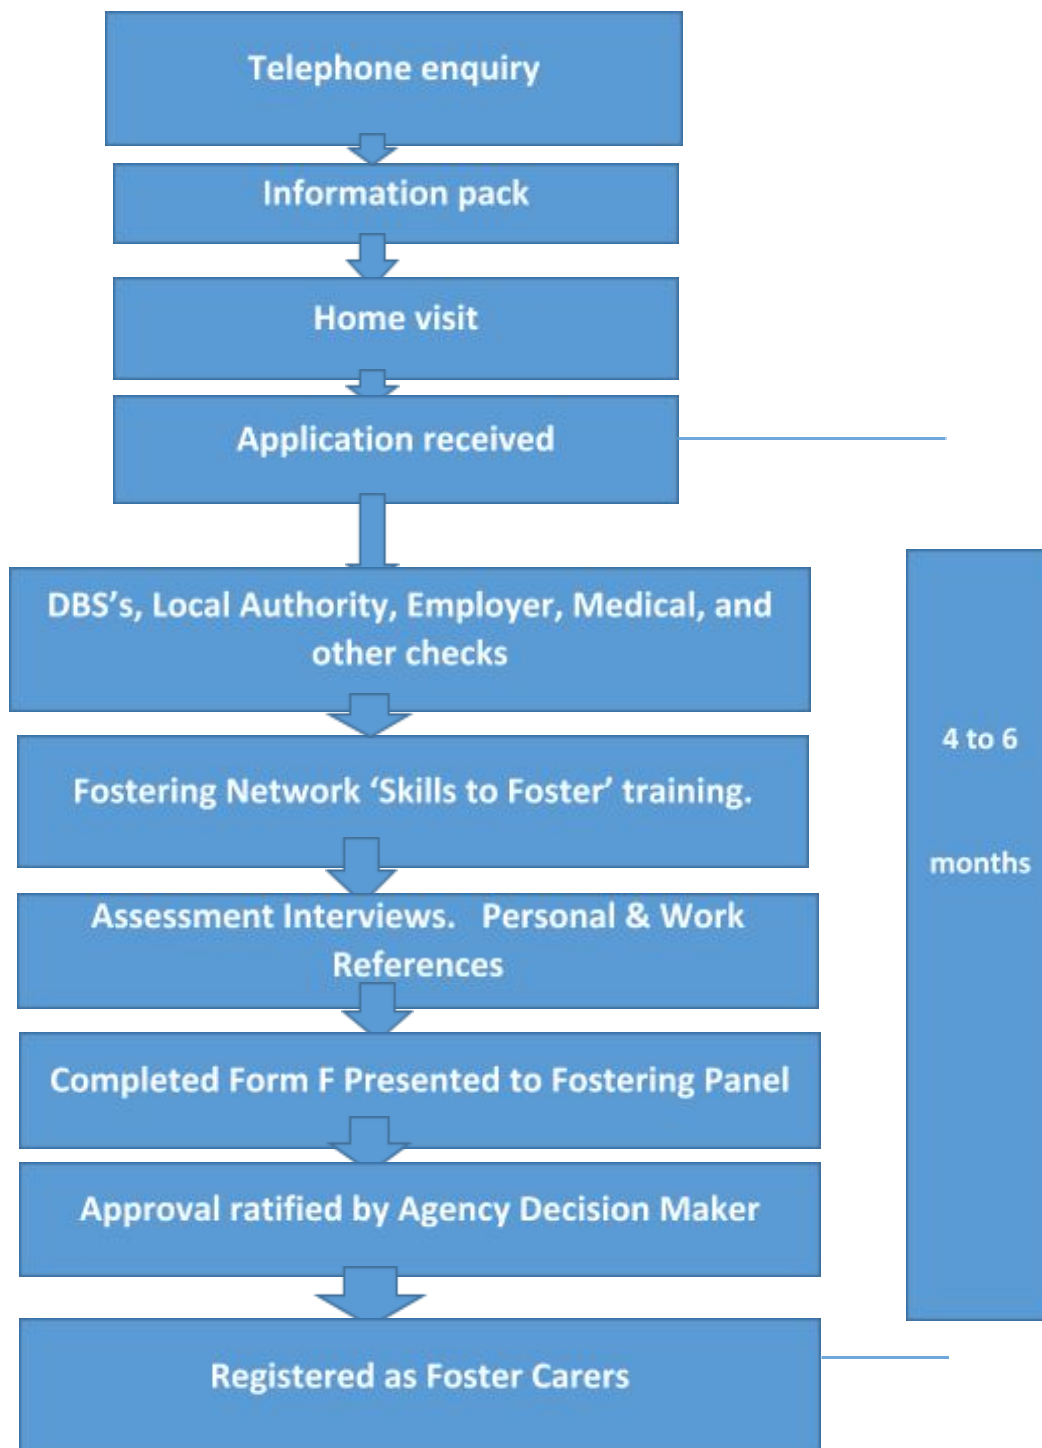 Telephone enquiry
Information pack
Home visit
Application received
DBS’s, Local Authority, Employer, Medical, and
other checks
Fostering Network ‘Skills to Foster’ training.
Assessment Interviews.   Personal & Work
References
Completed Form F Presented to Fostering Panel
Approval ratified by Agency Decision Maker
Registered as Foster Carers
4 to 6
months